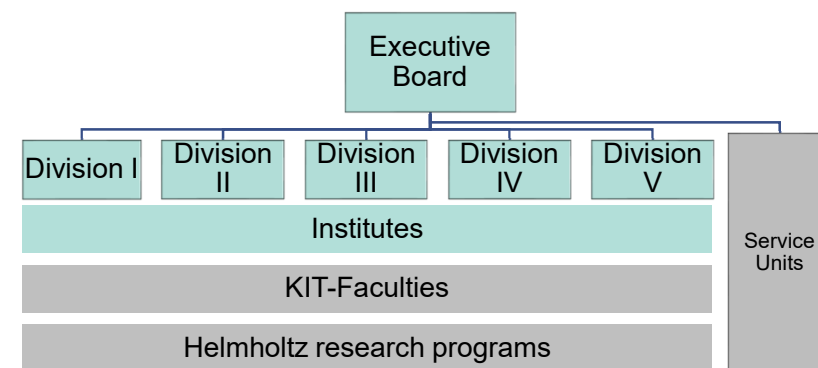 Executive
Board
Division I
Division
II
Division
III
Division
IV
Division
V
Institutes
Service
Units
KIT-Faculties
Helmholtz research programs